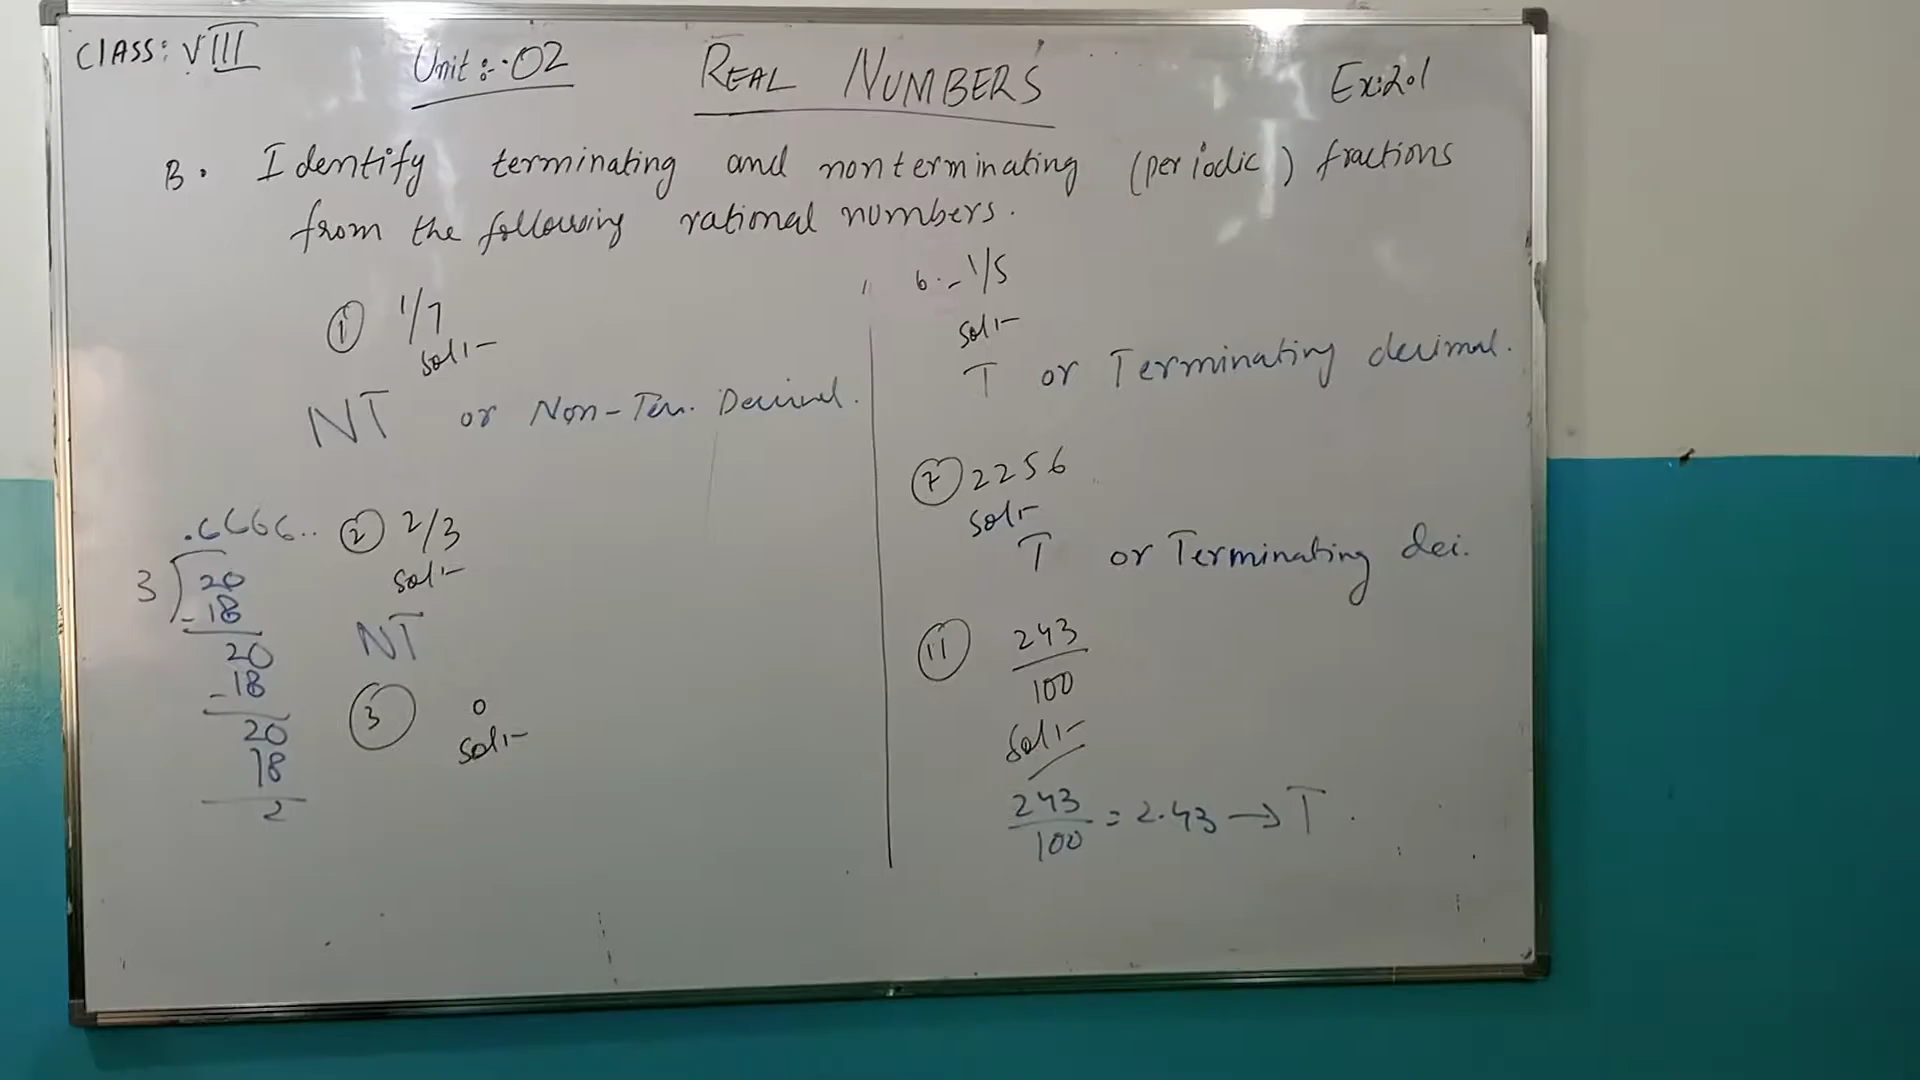 CLASS: VIII
Unit :- 02
REAL NUMBERS
Ex:2.1
B. Identify terminating and nonterminating (periodic) fractions
from the following rational numbers.
① 1/7
Sol:-
NT or Non-Ter. Decimal.
.6666..
3 20
-18
20
-18
20
18
2
② 2/3
Sol:-
NT
③ 0
Sol:-
6. -1/5
Sol:-
T or Terminating decimal.
⑦ 2256
Sol:-
T or Terminating dei.
⑪ 243
100
Sol:-
243
100 = 2.43 → T.